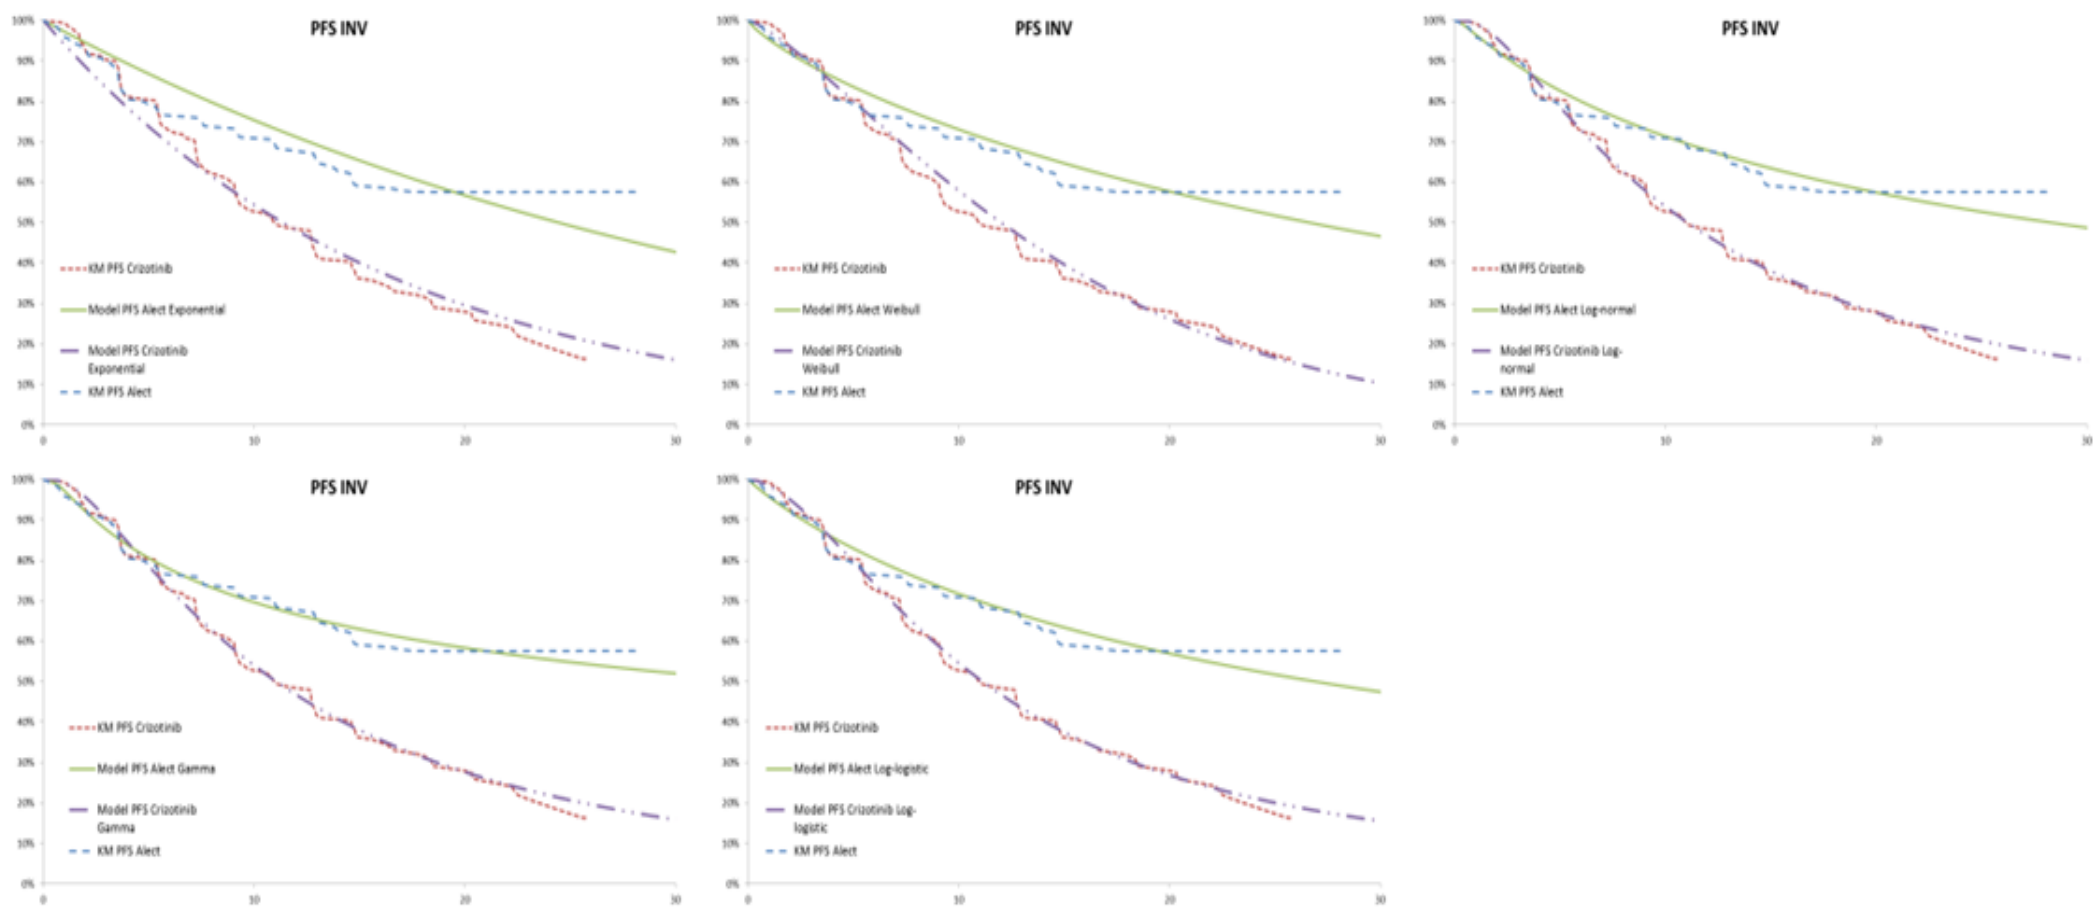 PFS INV
100%
90%
80%
70%
60%
50%
40%
30%
20%
10%
0%
KM PFS Crizotinib
Model PFS Alect Exponential
Model PFS Crizotinib
Exponential
KM PFS Alect
0 10 20 30
PFS INV
100%
90%
80%
70%
60%
50%
40%
30%
20%
10%
0%
KM PFS Crizotinib
Model PFS Alect Weibull
Model PFS Crizotinib
Weibull
KM PFS Alect
0 10 20 30
PFS INV
100%
90%
80%
70%
60%
50%
40%
30%
20%
10%
0%
KM PFS Crizotinib
Model PFS Alect Log-normal
Model PFS Crizotinib Log-
normal
KM PFS Alect
0 10 20 30
PFS INV
100%
90%
80%
70%
60%
50%
40%
30%
20%
10%
0%
KM PFS Crizotinib
Model PFS Alect Gamma
Model PFS Crizotinib
Gamma
KM PFS Alect
0 10 20 30
PFS INV
100%
90%
80%
70%
60%
50%
40%
30%
20%
10%
0%
KM PFS Crizotinib
Model PFS Alect Log-logistic
Model PFS Crizotinib Log-
logistic
KM PFS Alect
0 10 20 30